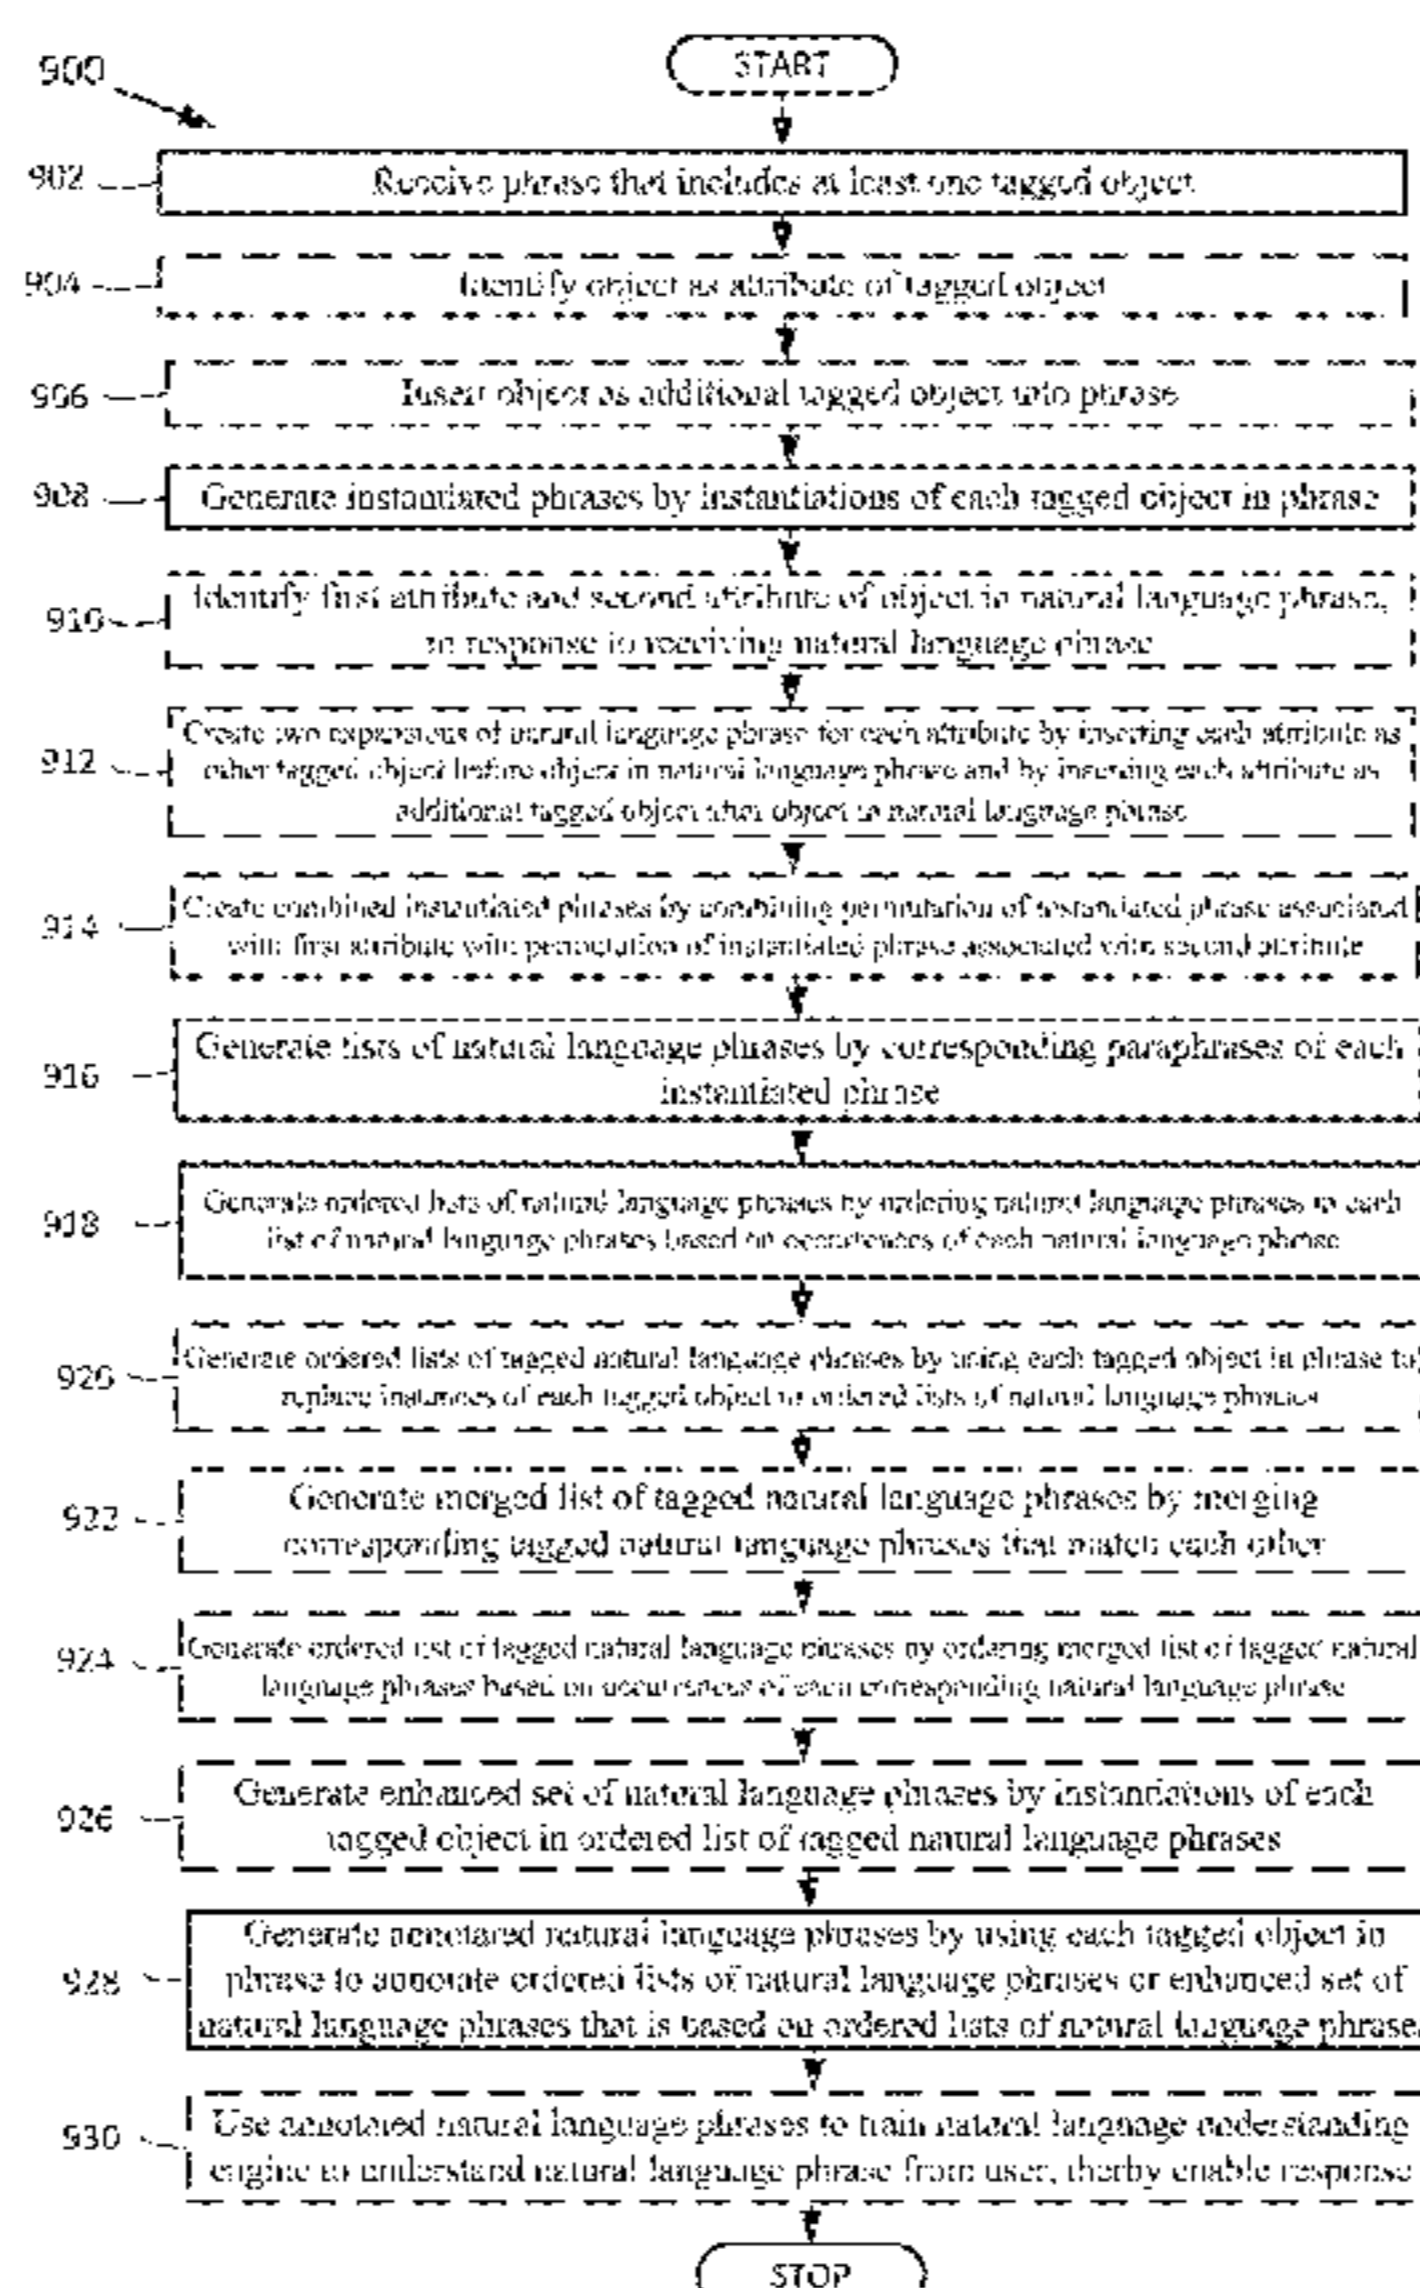 900
START
902
Receive phrase that includes at least one tagged object
904
Identify object as attribute of tagged object
906
Insert object as additional tagged object into phrase
908
Generate instantiated phrases by instantiations of each tagged object in phrase
910
Identify first attribute and second attribute of object in natural language phrase,
in response to receiving natural language phrase
912
Create two expansions of natural language phrase for each attribute by inserting each attribute as
other tagged object before object in natural language phrase and by inserting each attribute as
additional tagged object after object in natural language phrase
914
Create combined instantiated phrases by combining permutation of instantiated phrase associated
with first attribute with permutation of instantiated phrase associated with second attribute
916
Generate lists of natural language phrases by corresponding paraphrases of each
instantiated phrase
918
Generate ordered lists of natural language phrases by ordering natural language phrases in each
list of natural language phrases based on occurrences of each natural language phrase
920
Generate ordered lists of tagged natural language phrases by using each tagged object in phrase to
replace instances of each tagged object in ordered lists of natural language phrases
922
Generate merged list of tagged natural language phrases by merging
corresponding tagged natural language phrases that match each other
924
Generate ordered list of tagged natural language phrases by ordering merged list of tagged natural
language phrases based on occurrences of each corresponding natural language phrase
926
Generate enhanced set of natural language phrases by instantiations of each
tagged object in ordered list of tagged natural language phrases
928
Generate annotated natural language phrases by using each tagged object in
phrase to annotate ordered lists of natural language phrases or enhanced set of
natural language phrases that is based on ordered lists of natural language phrase
930
Use annotated natural language phrases to train natural language understanding
engine to understand natural language phrase from user, therby enable response
STOP